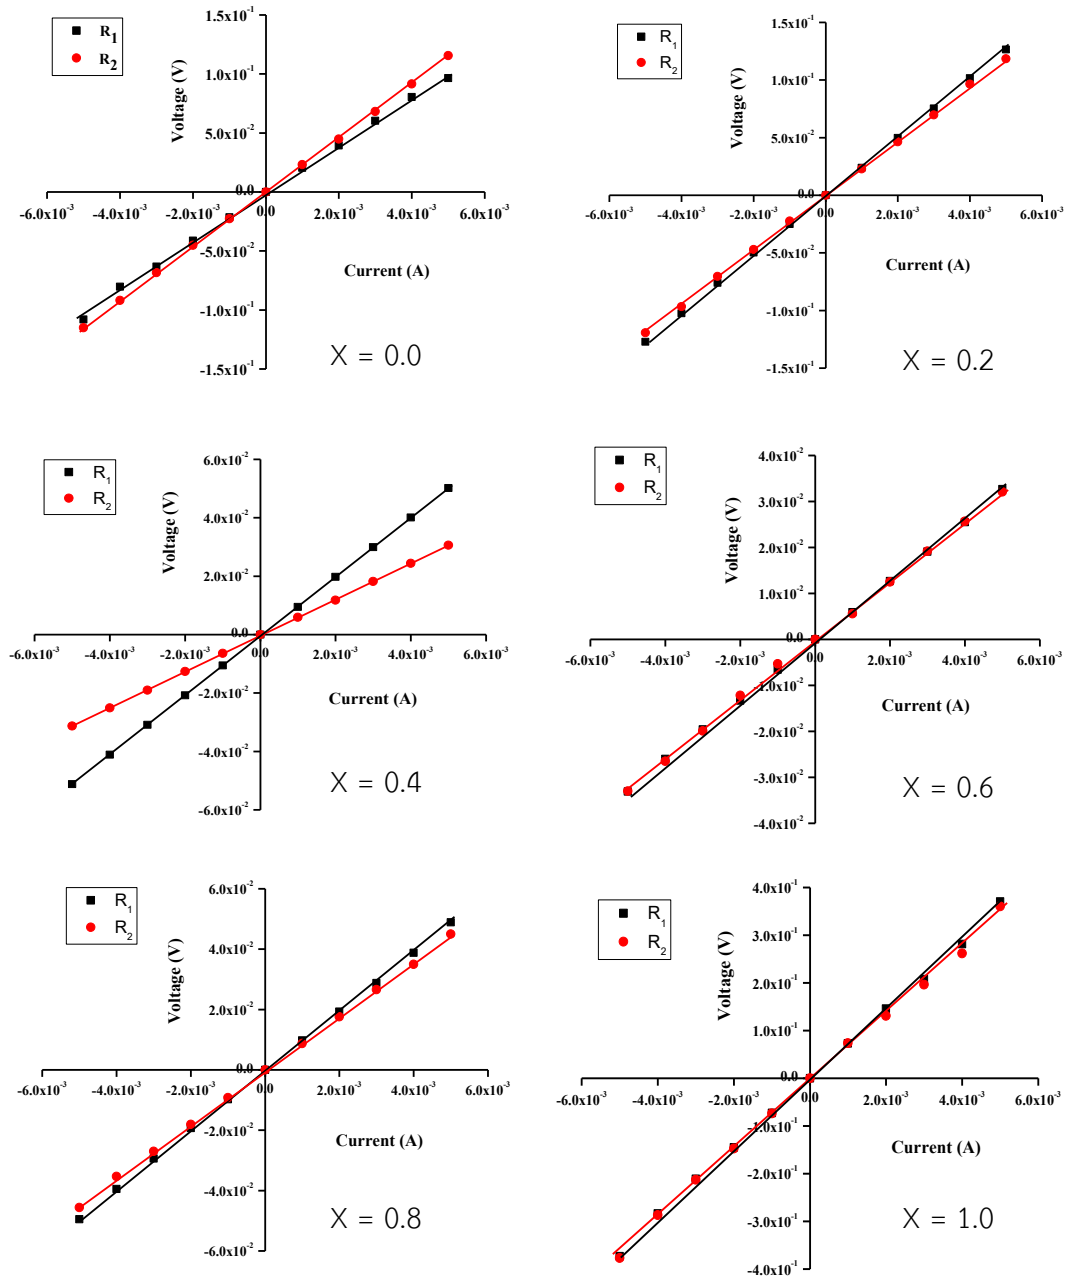 R₁
R₂
Voltage (V)
1.5x10⁻¹
1.0x10⁻¹
5.0x10⁻²
0.0
-5.0x10⁻²
-1.0x10⁻¹
-1.5x10⁻¹
-6.0x10⁻³ -4.0x10⁻³ -2.0x10⁻³ 0.0 2.0x10⁻³ 4.0x10⁻³ 6.0x10⁻³
Current (A)
X = 0.0
R₁
R₂
Voltage (V)
1.5x10⁻¹
1.0x10⁻¹
5.0x10⁻²
0.0
-5.0x10⁻²
-1.0x10⁻¹
-1.5x10⁻¹
-6.0x10⁻³ -4.0x10⁻³ -2.0x10⁻³ 0.0 2.0x10⁻³ 4.0x10⁻³ 6.0x10⁻³
Current (A)
X = 0.2
R₁
R₂
Voltage (V)
6.0x10⁻²
4.0x10⁻²
2.0x10⁻²
0.0
-2.0x10⁻²
-4.0x10⁻²
-6.0x10⁻²
-6.0x10⁻³ -4.0x10⁻³ -2.0x10⁻³ 0.0 2.0x10⁻³ 4.0x10⁻³ 6.0x10⁻³
Current (A)
X = 0.4
R₁
R₂
Voltage (V)
4.0x10⁻²
3.0x10⁻²
2.0x10⁻²
1.0x10⁻²
0.0
-1.0x10⁻²
-2.0x10⁻²
-3.0x10⁻²
-4.0x10⁻²
-6.0x10⁻³ -4.0x10⁻³ -2.0x10⁻³ 0.0 2.0x10⁻³ 4.0x10⁻³ 6.0x10⁻³
Current (A)
X = 0.6
R₁
R₂
Voltage (V)
6.0x10⁻²
4.0x10⁻²
2.0x10⁻²
0.0
-2.0x10⁻²
-4.0x10⁻²
-6.0x10⁻²
-6.0x10⁻³ -4.0x10⁻³ -2.0x10⁻³ 0.0 2.0x10⁻³ 4.0x10⁻³ 6.0x10⁻³
Current (A)
X = 0.8
R₁
R₂
Voltage (V)
4.0x10⁻¹
3.0x10⁻¹
2.0x10⁻¹
1.0x10⁻¹
0.0
-1.0x10⁻¹
-2.0x10⁻¹
-3.0x10⁻¹
-4.0x10⁻¹
-6.0x10⁻³ -4.0x10⁻³ -2.0x10⁻³ 0.0 2.0x10⁻³ 4.0x10⁻³ 6.0x10⁻³
Current (A)
X = 1.0